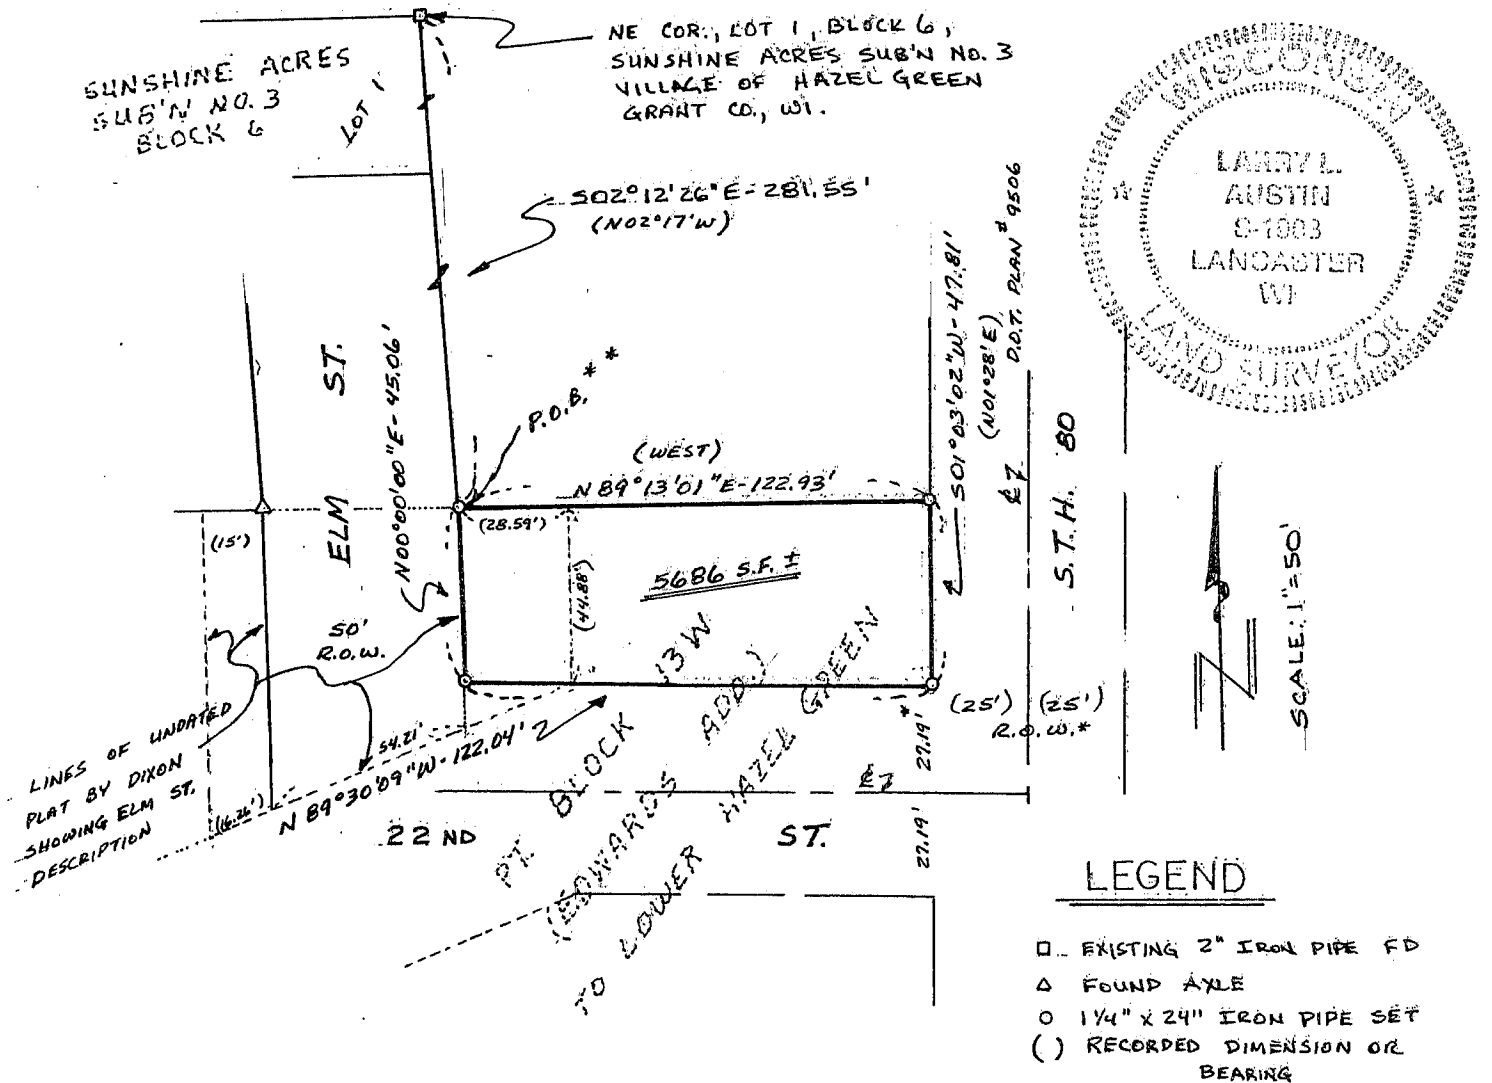 NE COR., LOT 1, BLOCK 6,
SUNSHINE ACRES SUB'N NO. 3
VILLAGE OF HAZEL GREEN
GRANT CO., WI.
SUNSHINE ACRES
SUB'N NO. 3
BLOCK 6
LOT 1
WISCONSIN
LARRY L.
AUSTIN
S-1003
LANCASTER
WI
LAND SURVEYOR
S02°12'26"E-281.55'
(N02°17'W)
S01°03'02"W-47.81'
(N01°28'E)
D.O.T. PLAN # 9506
ELM ST.
N00°00'00"E-45.06'
P.O.B. **
(WEST)
N89°13'01"E-122.93'
(28.59')
(44.88')
5686 S.F. ±
(15')
50'
R.O.W.
S.T.H. 80
SCALE: 1"=50'
(25') (25')
R.O.W.*
*
27.19'
27.19'
LINES OF UNDATED
PLAT BY DIXON
SHOWING ELM ST.
DESCRIPTION
(16.26')
54.21'
N 89°30'09"W-122.04'
22ND ST.
PT. BLOCK 13W
(EDWARDS ADD.)
TO LOWER HAZEL GREEN
LEGEND
EXISTING 2" IRON PIPE FD
FOUND AXLE
1¼" X 24" IRON PIPE SET
( ) RECORDED DIMENSION OR
BEARING